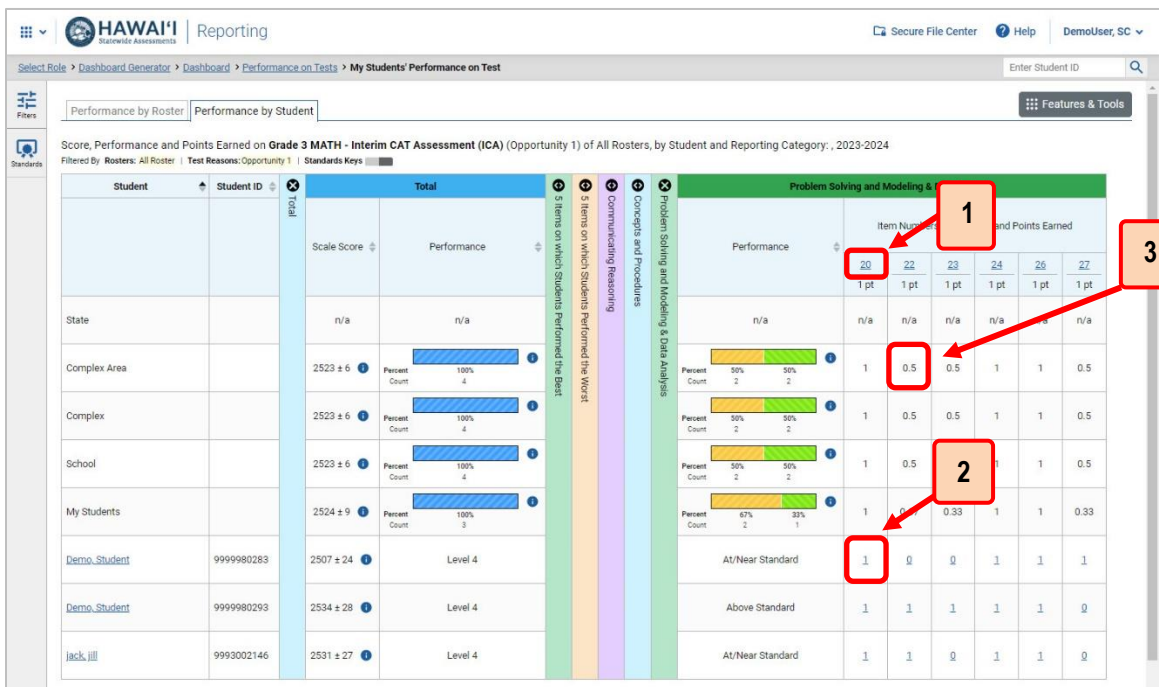 HAWAI'I
Statewide Assessments
Reporting
Secure File Center
Help
DemoUser, SC
Select Role > Dashboard Generator > Dashboard > Performance on Tests > My Students' Performance on Test
Enter Student ID
Filters
Standards
Performance by Roster
Performance by Student
Features & Tools
Score, Performance and Points Earned on Grade 3 MATH - Interim CAT Assessment (ICA) (Opportunity 1) of All Rosters, by Student and Reporting Category: , 2023-2024
Filtered By Rosters: All Roster | Test Reasons: Opportunity 1 | Standards Keys
Student
Student ID
Total
Total
5 Items on which Students Performed the Best
5 Items on which Students Performed the Worst
Communicating Reasoning
Concepts and Procedures
Problem Solving and Modeling & Data Analysis
Problem Solving and Modeling &
Scale Score
Performance
Performance
Item and Points Earned
20 22 23 24 26 27
1 pt 1 pt 1 pt 1 pt 1 pt 1 pt
1
3
2
State n/a n/a n/a n/a n/a n/a n/a n/a
Complex Area 2523 ± 6 Percent 100% Count 4 Percent 50% 50% Count 2 2 1 0.5 0.5 1 1 0.5
Complex 2523 ± 6 Percent 100% Count 4 Percent 50% 50% Count 2 2 1 0.5 0.5 1 1 0.5
School 2523 ± 6 Percent 100% Count 4 Percent 50% 50% Count 2 2 1 0.5 1 1 0.5
My Students 2524 ± 9 Percent 100% Count 3 Percent 67% 33% Count 2 1 1 0.33 1 1 0.33
Demo, Student 9999980283 2507 ± 24 Level 4 At/Near Standard 1 0 0 1 1 1
Demo, Student 9999980293 2534 ± 28 Level 4 Above Standard 1 1 1 1 1 0
jack, jill 9993002146 2531 ± 27 Level 4 At/Near Standard 1 1 0 1 1 0